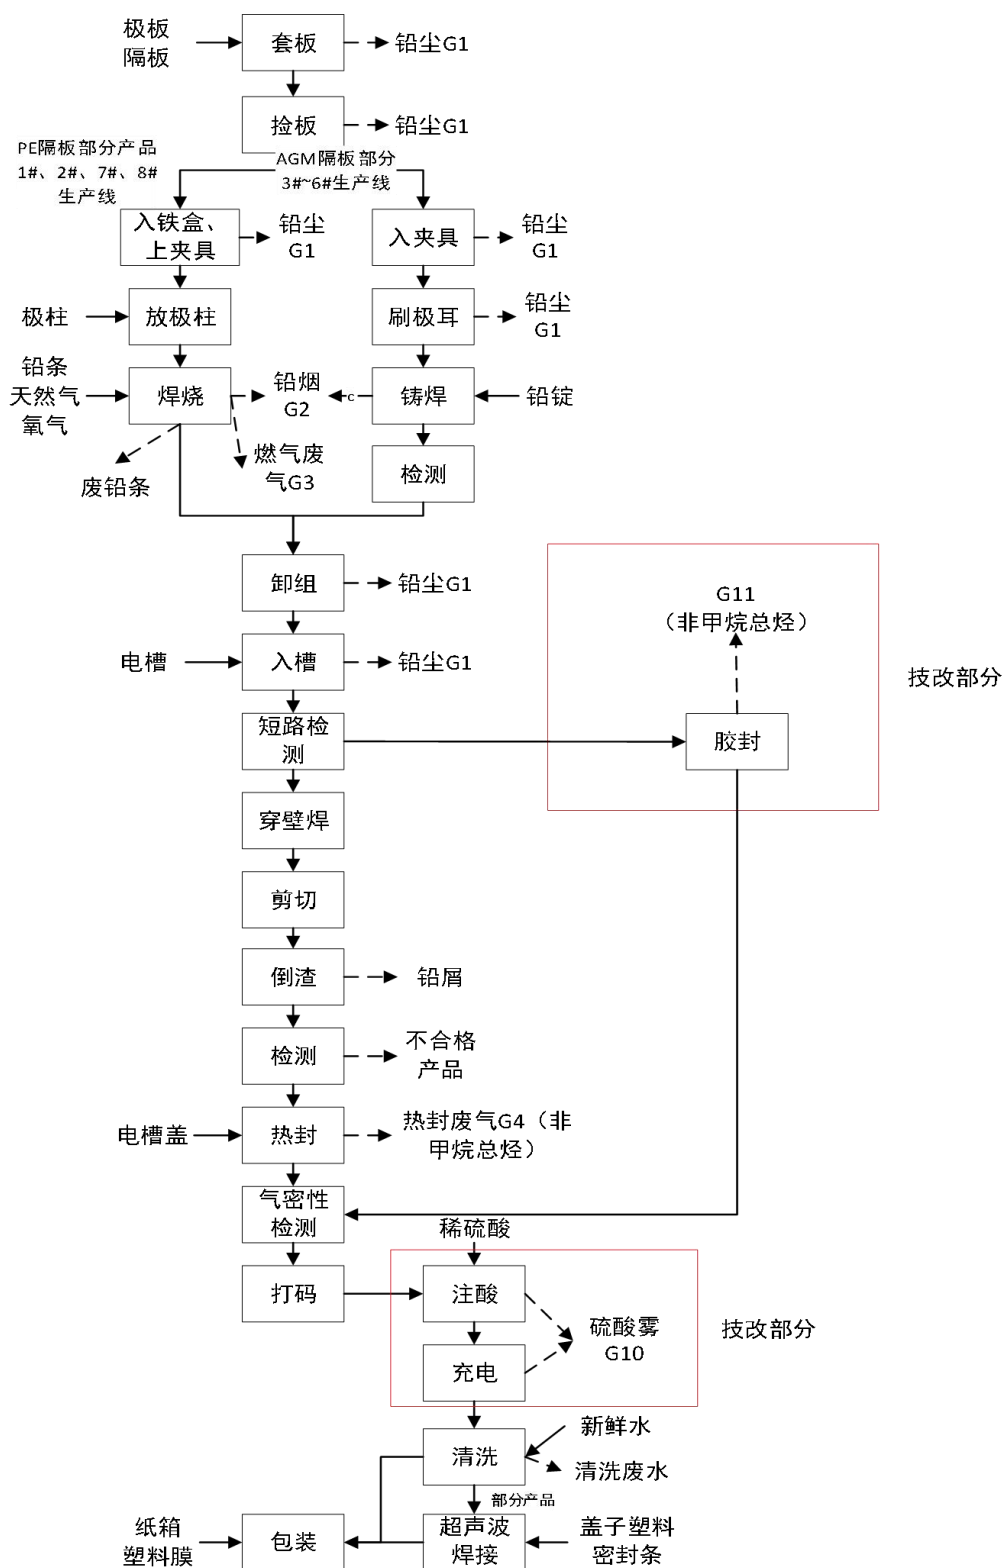 极板
隔板
套板
铅尘G1
捡板
铅尘G1
PE隔板部分产品
1#、2#、7#、8#
生产线
AGM隔板部分
3#~6#生产线
入铁盒、
上夹具
铅尘
G1
入夹具
铅尘
G1
极柱
放极柱
刷极耳
铅尘
G1
铅条
天然气
氧气
焊烧
铅烟
G2
c
铸焊
铅锭
废铅条
燃气废
气G3
检测
卸组
铅尘G1
G11
（非甲烷总烃）
电槽
入槽
铅尘G1
技改部分
短路检
测
胶封
穿壁焊
剪切
倒渣
铅屑
检测
不合格
产品
电槽盖
热封
热封废气G4（非
甲烷总烃）
气密性
检测
稀硫酸
打码
注酸
硫酸雾
G10
技改部分
充电
新鲜水
清洗
清洗废水
部分产品
纸箱
塑料膜
包装
超声波
焊接
盖子塑料
密封条